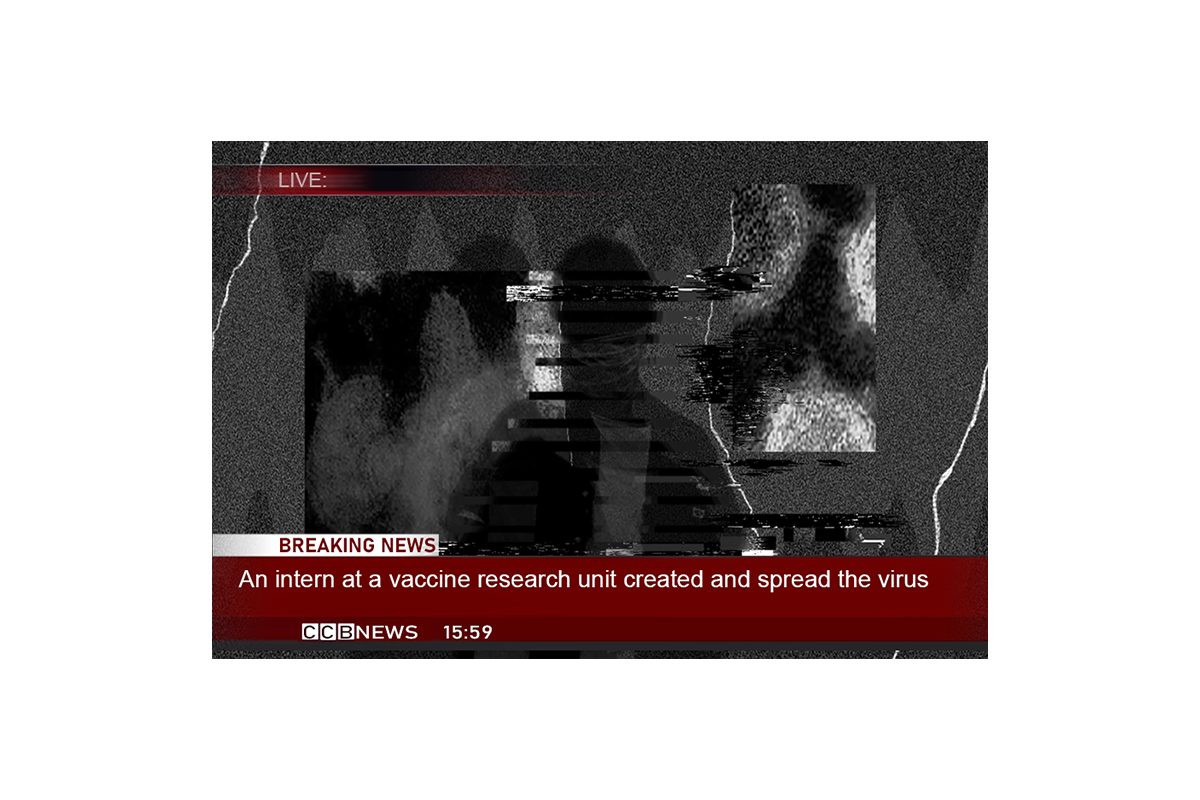 LIVE:
BREAKING NEWS
An intern at a vaccine research unit created and spread the virus
CCBNEWS 15:59